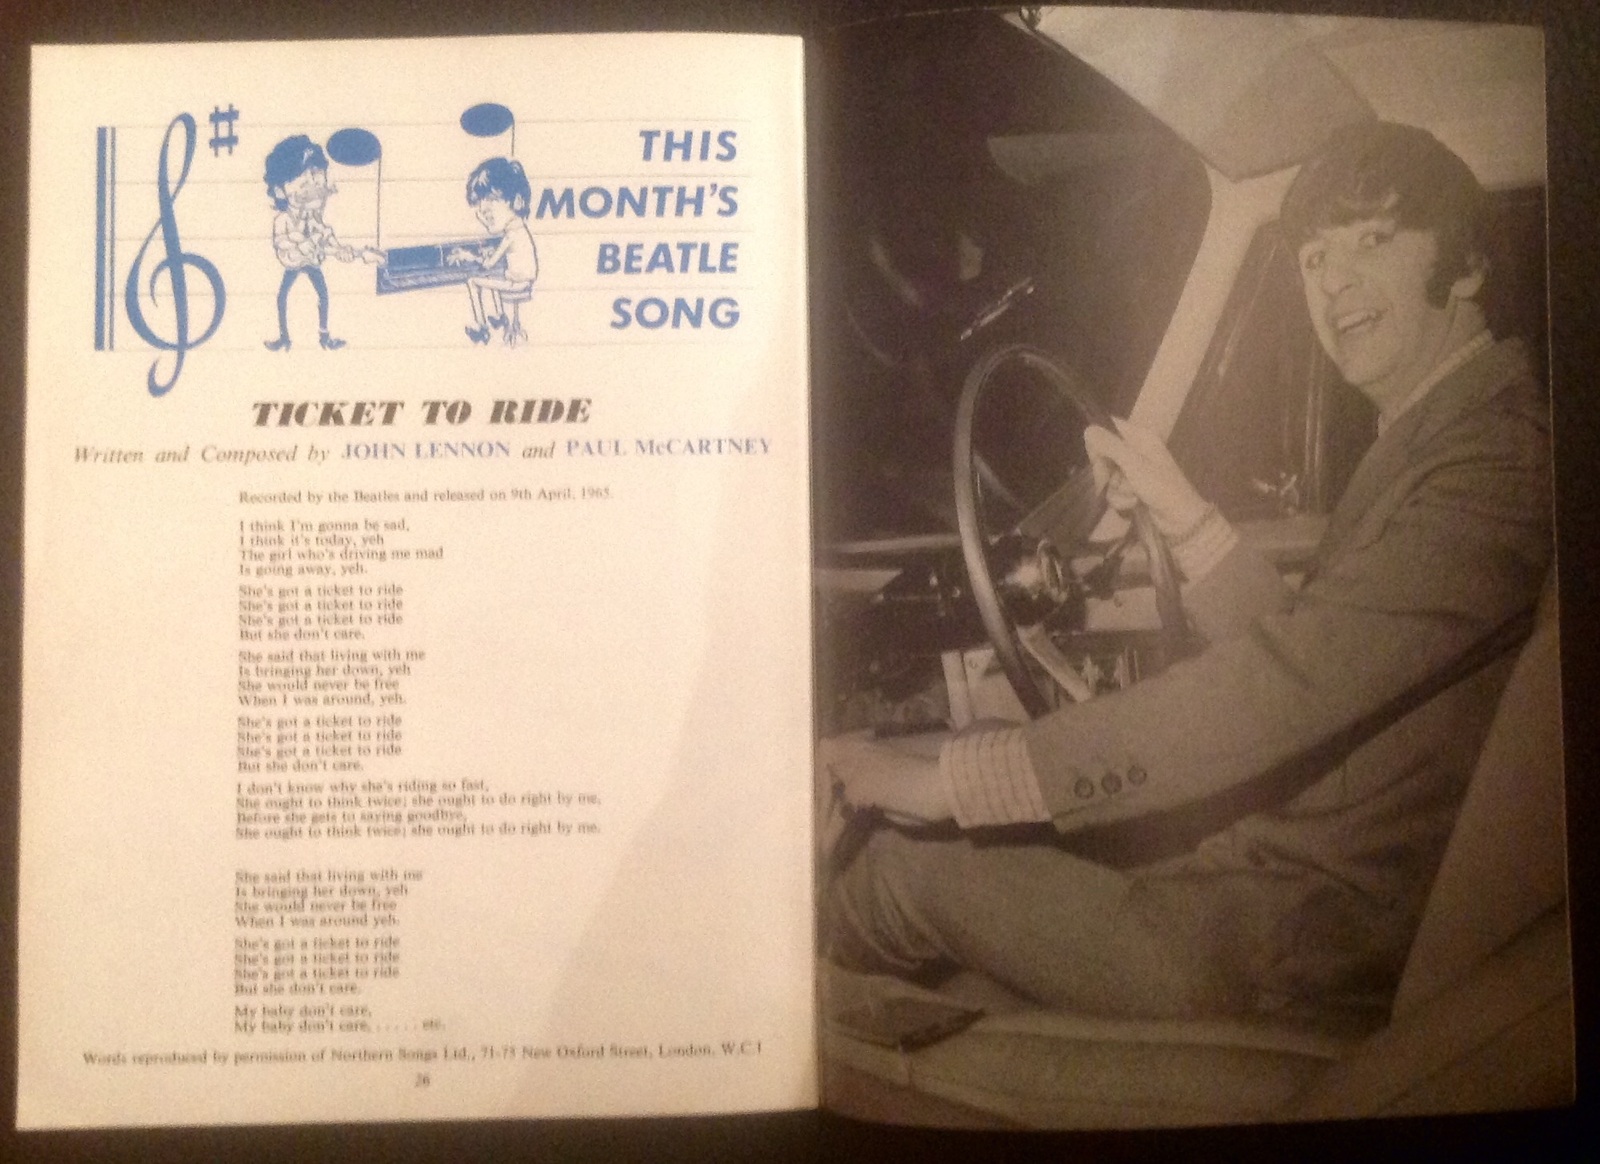 THIS
MONTH'S
BEATLE
SONG
TICKET TO RIDE
Written and Composed by JOHN LENNON and PAUL McCARTNEY
Recorded by the Beatles and released on 9th April, 1965.
I think I'm gonna be sad,
I think it's today, yeh
The girl who's driving me mad
Is going away, yeh.
She's got a ticket to ride
She's got a ticket to ride
She's got a ticket to ride
But she don't care.
She said that living with me
Is bringing her down, yeh
She would never be free
When I was around, yeh.
She's got a ticket to ride
She's got a ticket to ride
She's got a ticket to ride
But she don't care.
I don't know why she's riding so fast,
She ought to think twice; she ought to do right by me,
Before she gets to saying goodbye,
She ought to think twice; she ought to do right by me.
She said that living with me
Is bringing her down, yeh
She would never be free
When I was around yeh.
She's got a ticket to ride
She's got a ticket to ride
She's got a ticket to ride
But she don't care.
My baby don't care,
My baby don't care, . . . . . etc.
Words reproduced by permission of Northern Songs Ltd., 71-75 New Oxford Street, London, W.C.1
26